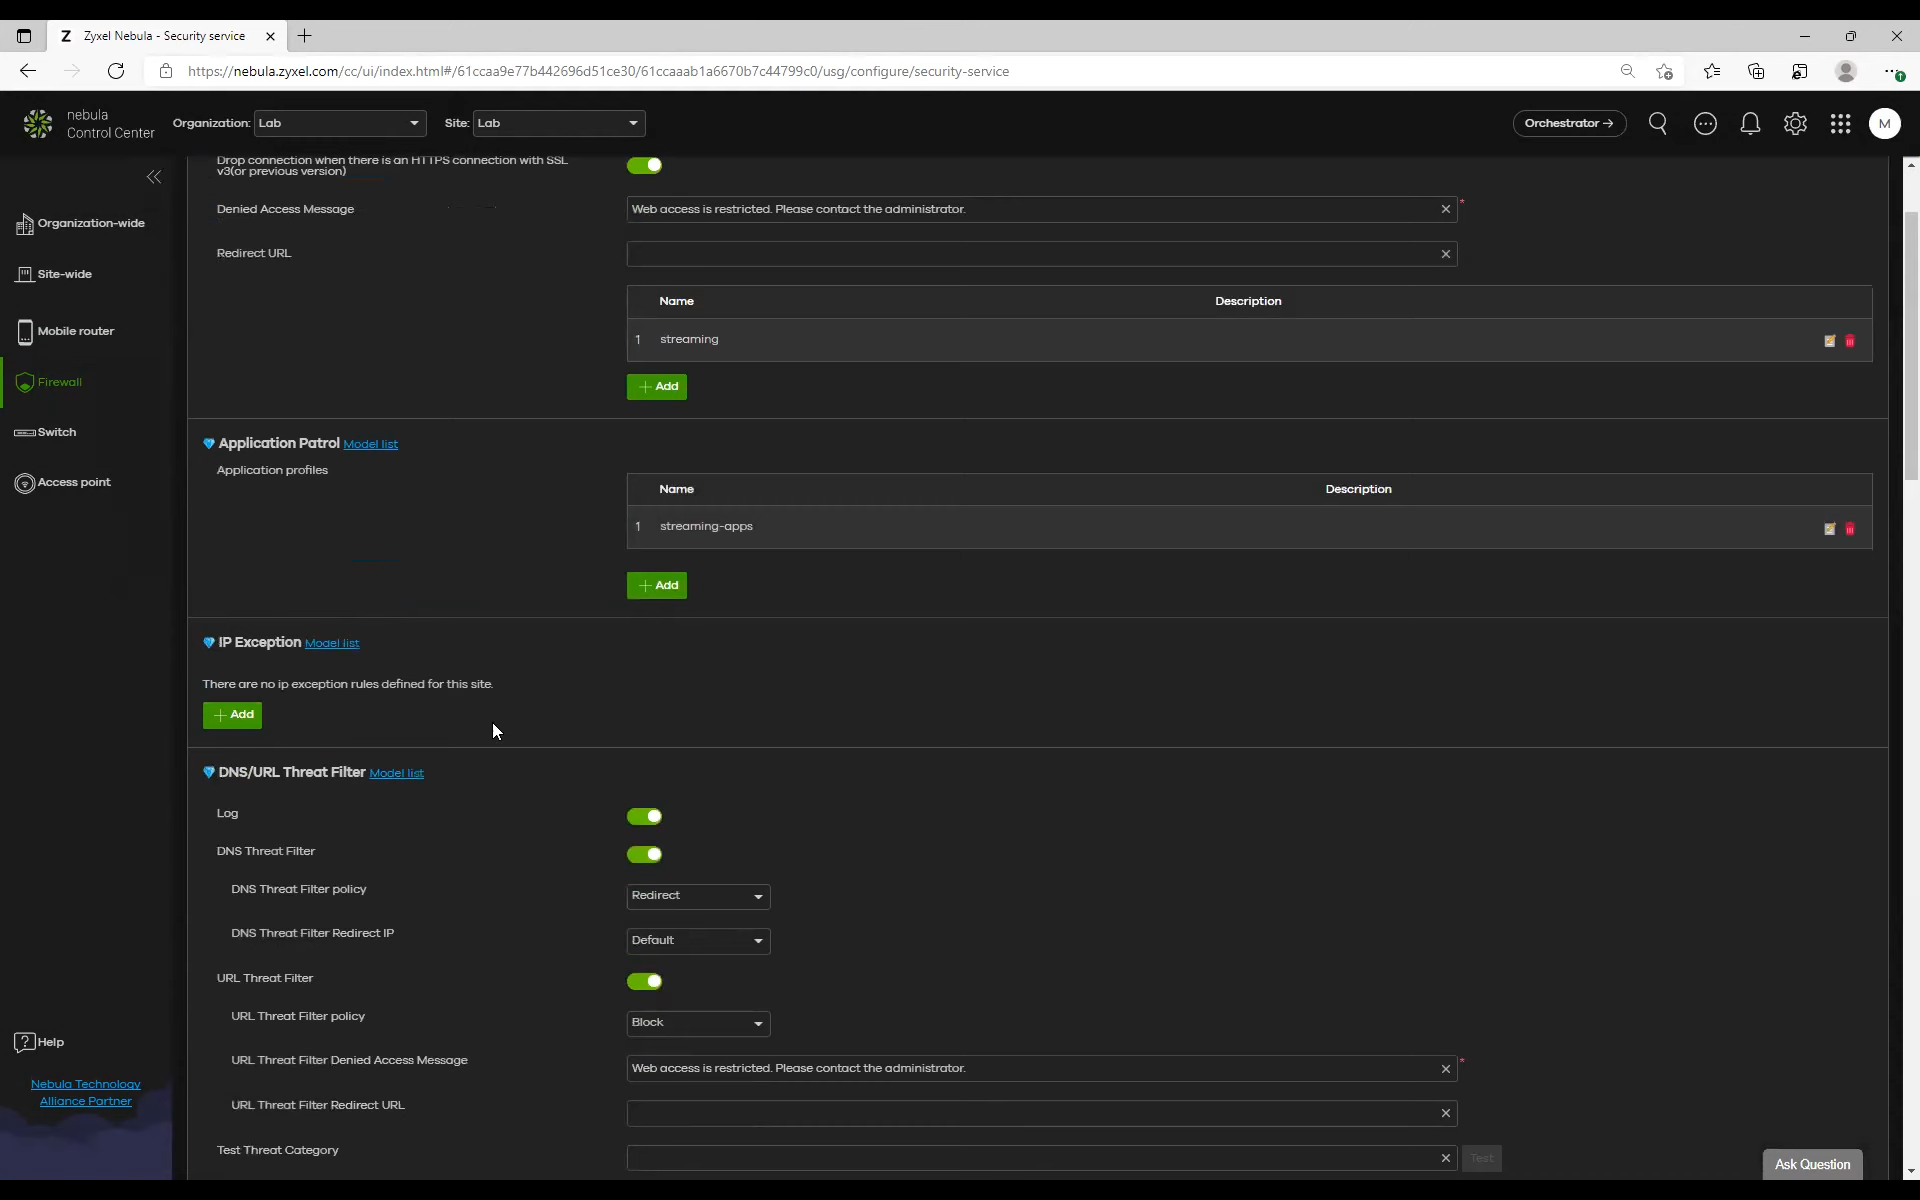 Z Zyxel Nebula - Security service
https://nebula.zyxel.com/cc/ui/index.html#/61ccaa9e77b442696d51ce30/61ccaaab1a6670b7c44799c0/usg/configure/security-service
nebula
Control Center
Organization: Lab
Site: Lab
Orchestrator
M
Drop connection when there is an HTTPS connection with SSL
v3(or previous version)
Organization-wide
Site-wide
Mobile router
Firewall
Switch
Access point
Denied Access Message
Web access is restricted. Please contact the administrator.
*
Redirect URL
Name Description
1 streaming
Add
Application Patrol Model list
Application profiles
Name Description
1 streaming-apps
Add
IP Exception Model list
There are no ip exception rules defined for this site.
Add
DNS/URL Threat Filter Model list
Log
DNS Threat Filter
DNS Threat Filter policy Redirect
DNS Threat Filter Redirect IP Default
URL Threat Filter
URL Threat Filter policy Block
URL Threat Filter Denied Access Message Web access is restricted. Please contact the administrator. *
URL Threat Filter Redirect URL
Test Threat Category Test
? Help
Nebula Technology
Alliance Partner
Ask Question